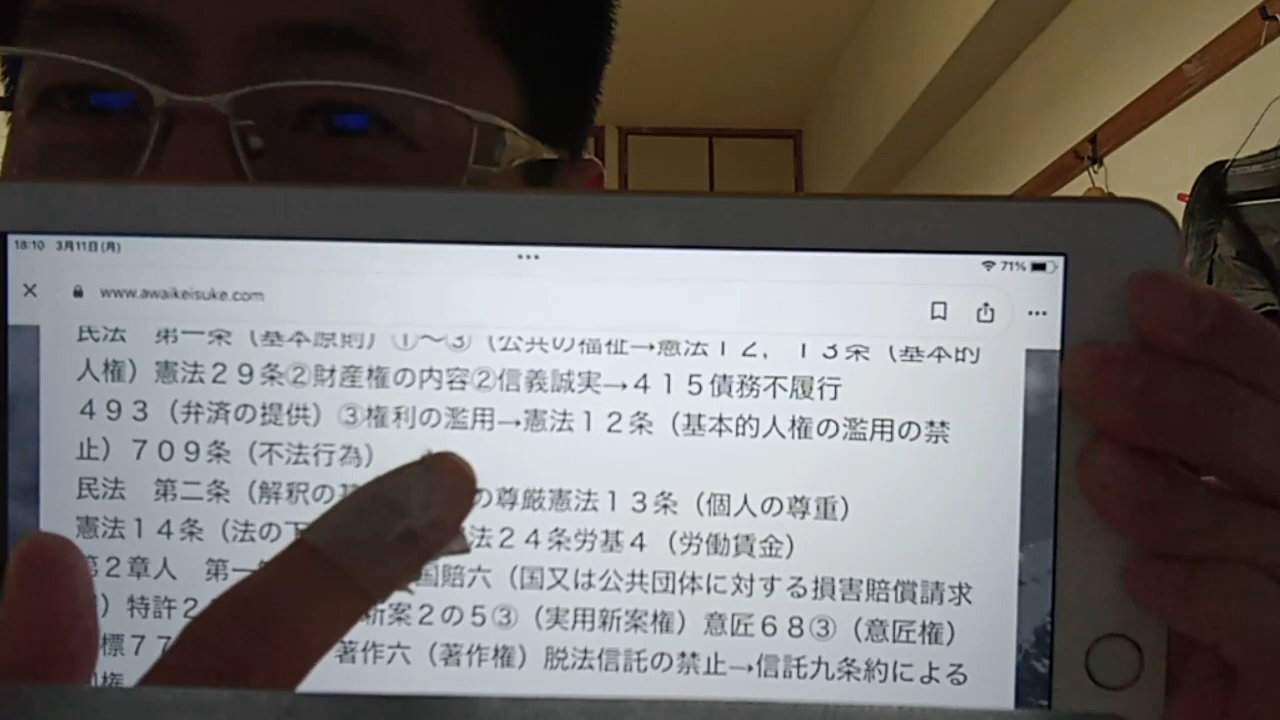 18:10 3月11日(月)
71%
www.awaikeisuke.com
民法　第一条（基本原則）①〜③（公共の福祉→憲法１２，１３条（基本的
人権）憲法２９条②財産権の内容②信義誠実→４１５債務不履行
４９３（弁済の提供）③権利の濫用→憲法１２条（基本的人権の濫用の禁
止）７０９条（不法行為）
民法　第二条（解釈の の尊厳憲法１３条（個人の尊重）
憲法１４条（法の下 法２４条労基４（労働賃金）
第２章人　第一 国賠六（国又は公共団体に対する損害賠償請求
）特許２ 新案２の５③（実用新案権）意匠６８③（意匠権）
標７７ 著作六（著作権）脱法信託の禁止→信託九条約による
権